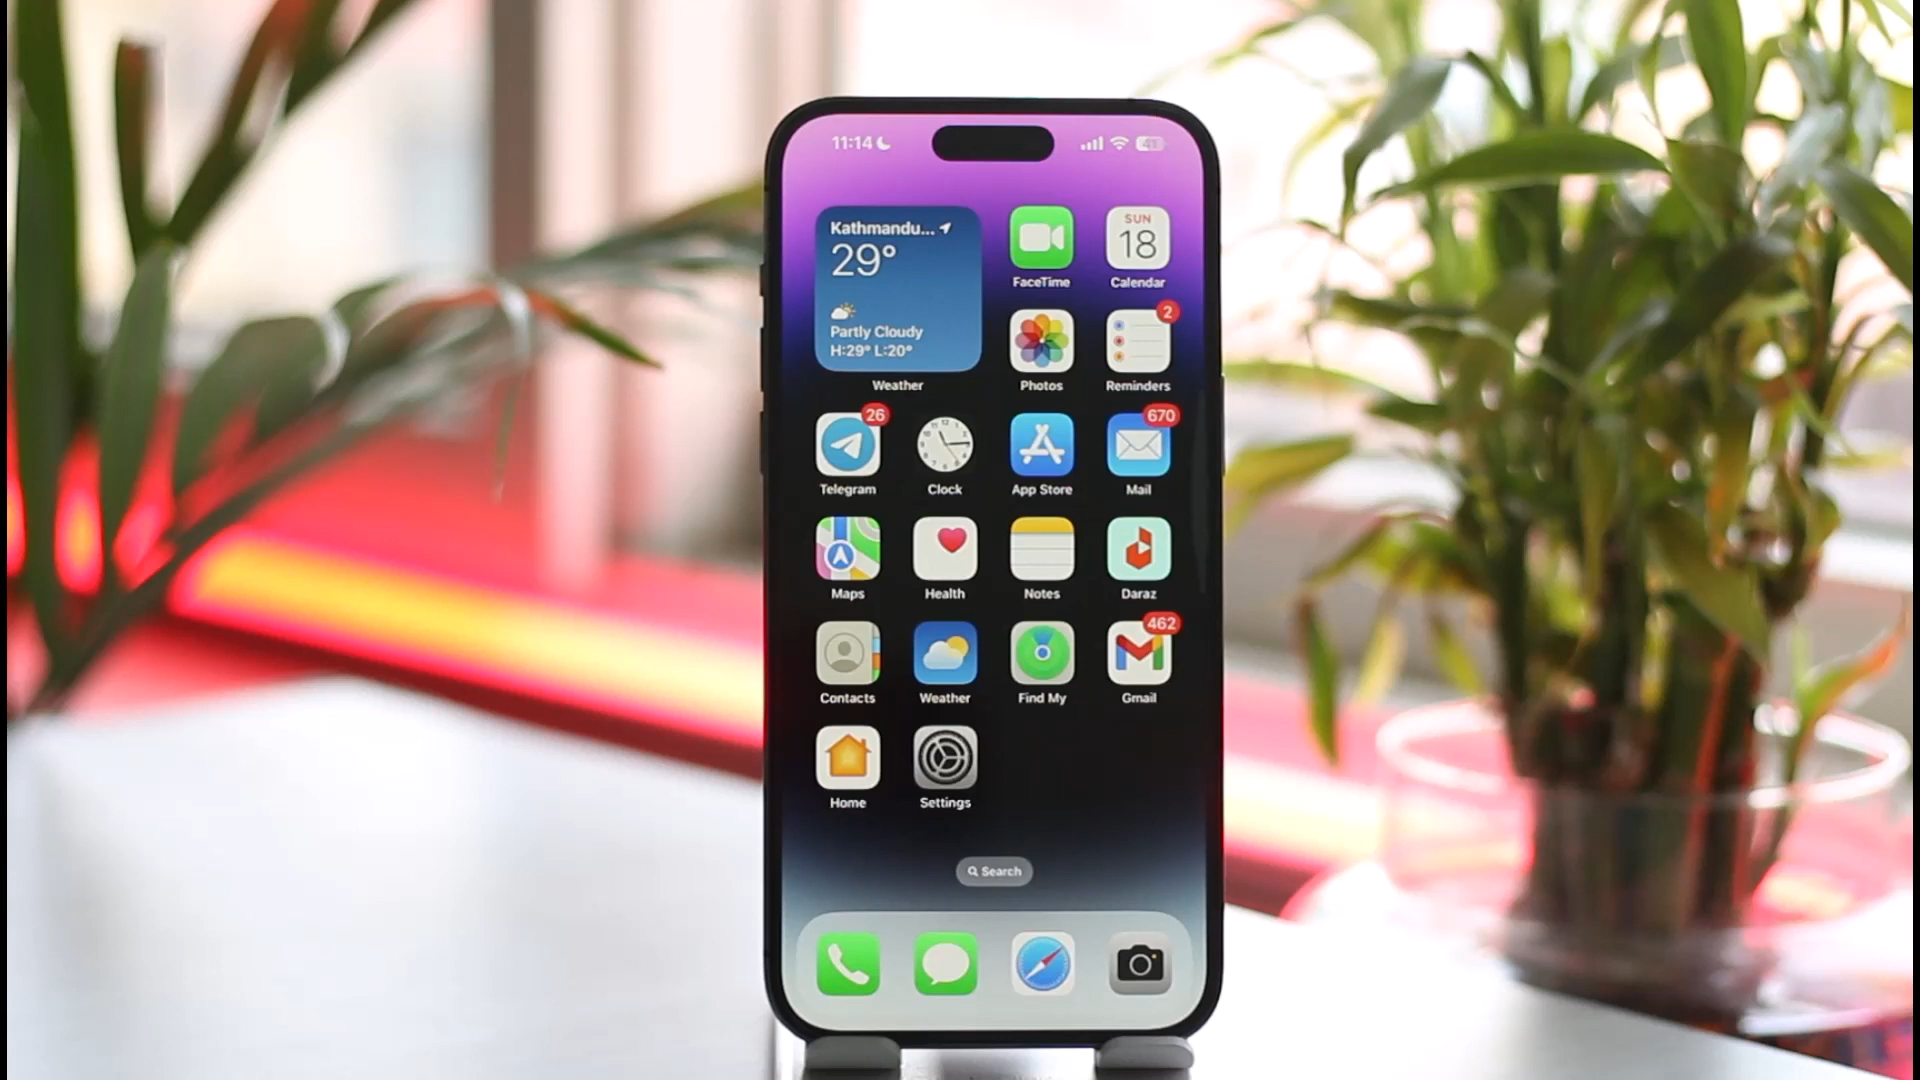 11:14
41
Kathmandu...
29°
Partly Cloudy
H:29° L:20°
Weather
FaceTime
SUN
18
Calendar
Photos
2
Reminders
26
Telegram
Clock
App Store
670
Mail
Maps
Health
Notes
Daraz
Contacts
Weather
Find My
462
Gmail
Home
Settings
Search